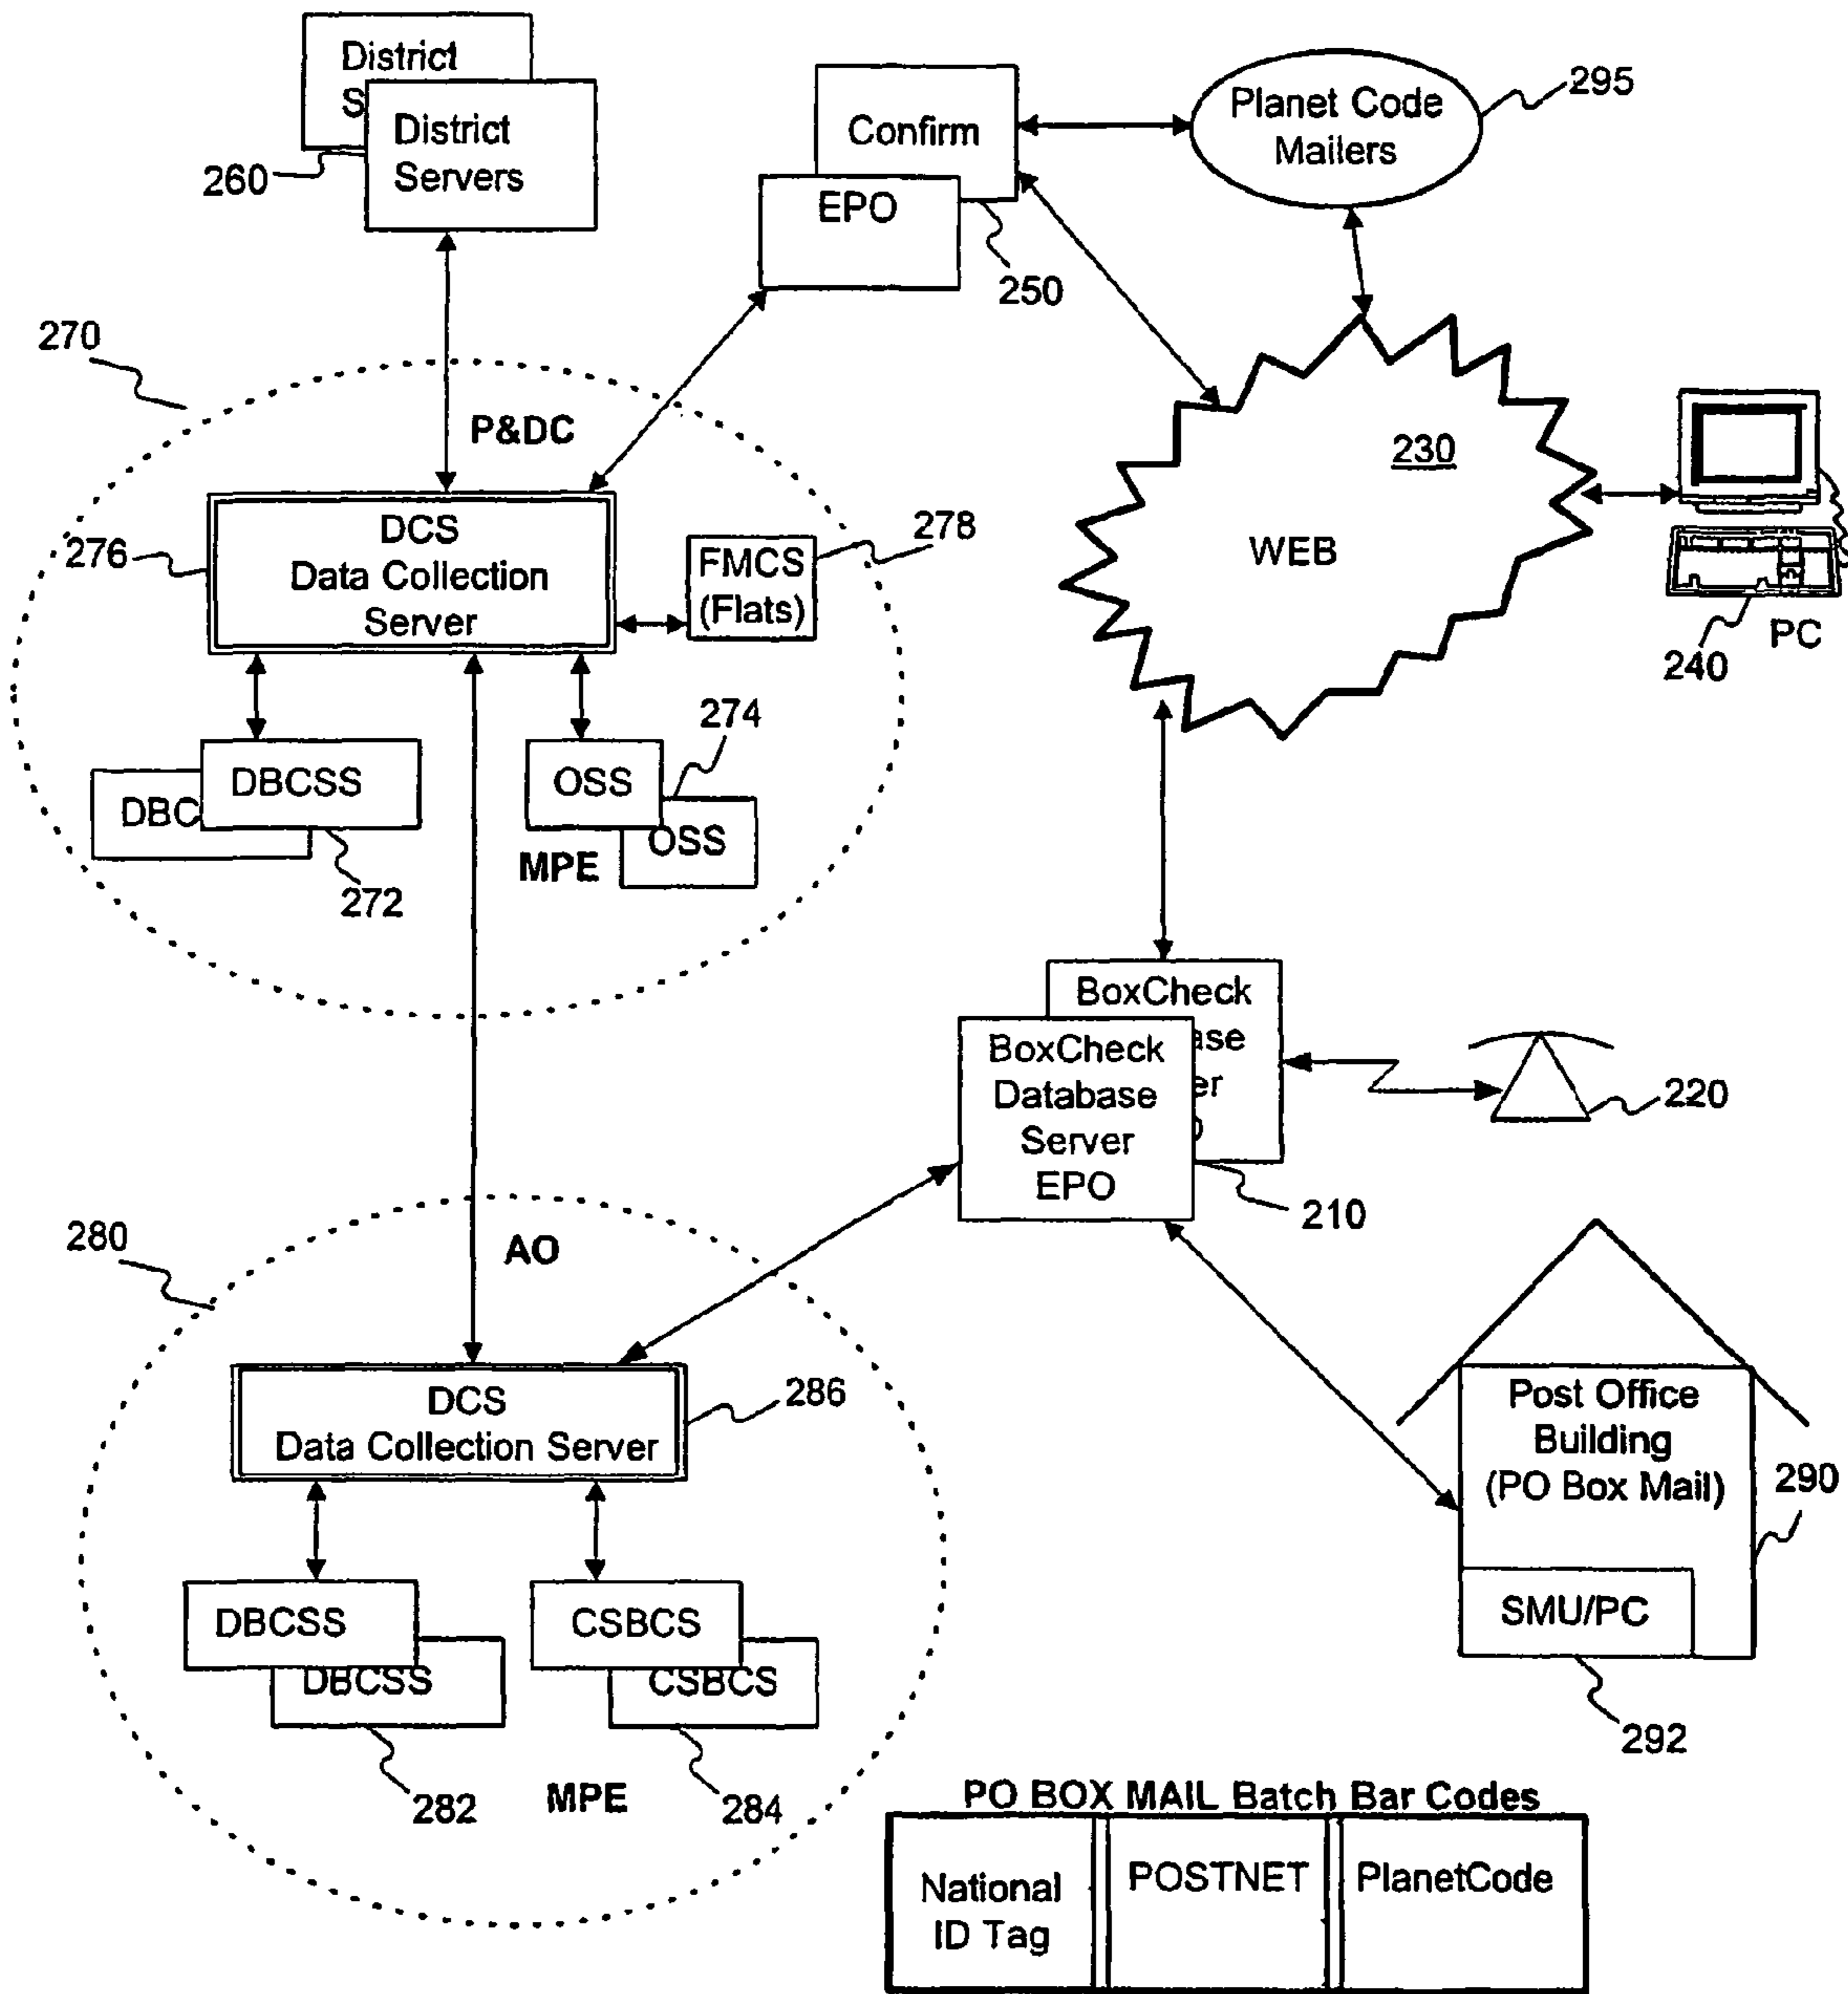 District
S
District
Servers
260
Confirm
EPO
250
Planet Code
Mailers
295
270
P&DC
DCS
Data Collection
Server
276
FMCS
(Flats)
278
DBCSS
DBC
272
OSS
OSS
274
MPE
230
WEB
240
PC
BoxCheck
ase
er
BoxCheck
Database
Server
EPO
210
220
280
AO
DCS
Data Collection Server
286
DBCSS
DBCSS
282
CSBCS
CSBCS
284
MPE
Post Office
Building
(PO Box Mail)
290
SMU/PC
292
PO BOX MAIL Batch Bar Codes
National
ID Tag
POSTNET
PlanetCode